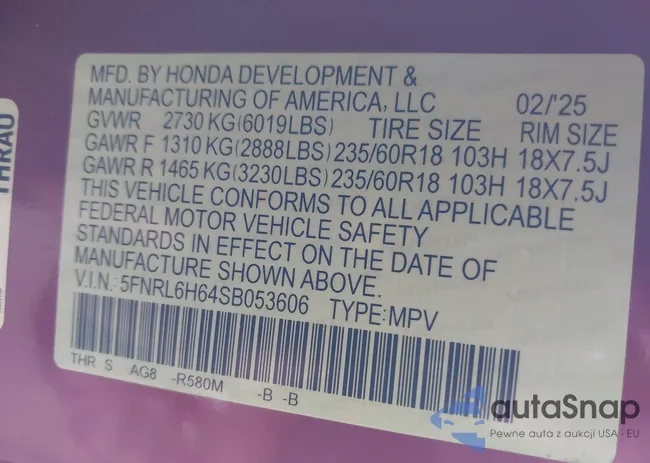 MFD. BY HONDA DEVELOPMENT &
MANUFACTURING OF AMERICA, LLC 02/'25
GVWR 2730 KG(6019LBS) TIRE SIZE RIM SIZE
GAWR F 1310 KG(2888LBS) 235/60R18 103H 18X7.5J
GAWR R 1465 KG(3230LBS) 235/60R18 103H 18X7.5J
THIS VEHICLE CONFORMS TO ALL APPLICABLE
FEDERAL MOTOR VEHICLE SAFETY
STANDARDS IN EFFECT ON THE DATE OF
MANUFACTURE SHOWN ABOVE.
V.I.N.: 5FNRL6H64SB053606 TYPE:MPV
THR S -AG8 -R580M -B -B
THRAU
autaSnap
Pewne auta z aukcji USA i EU